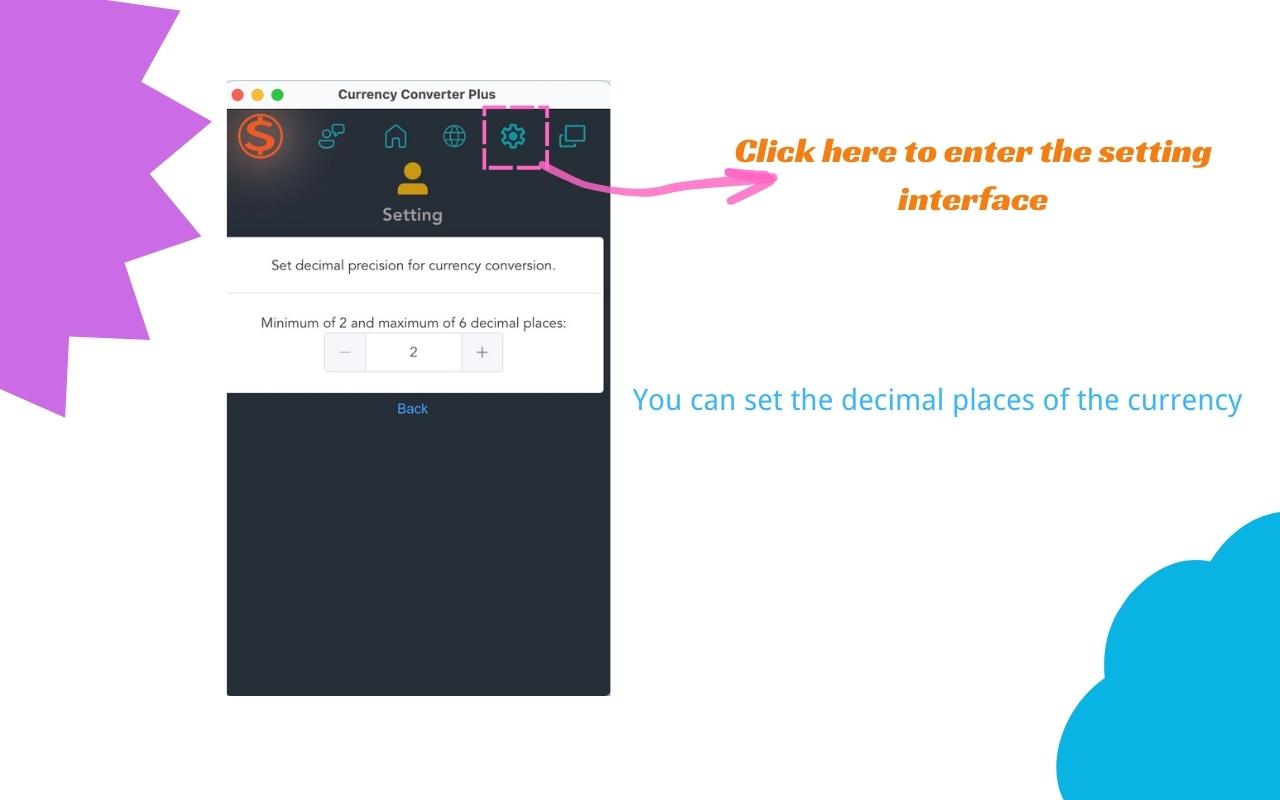 Currency Converter Plus
Click here to enter the setting
interface
Setting
Set decimal precision for currency conversion.
Minimum of 2 and maximum of 6 decimal places:
− 2 +
Back
You can set the decimal places of the currency